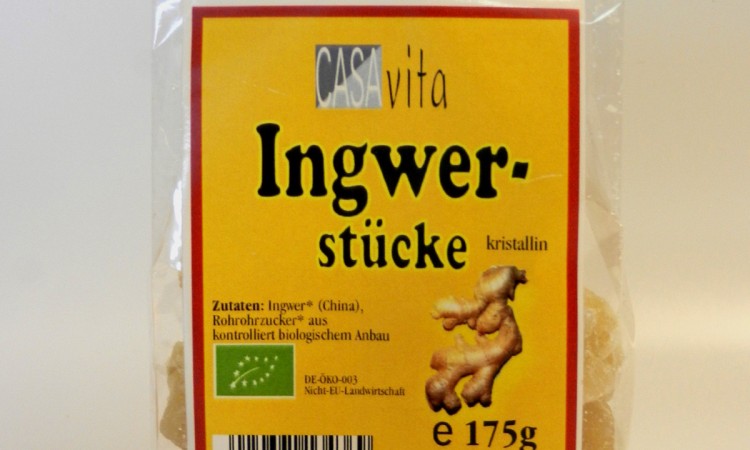 CASAvita
Ingwer-
stücke
kristallin
Zutaten: Ingwer* (China),
Rohrohrzucker* aus
kontrolliert biologischem Anbau
DE-ÖKO-003
Nicht-EU-Landwirtschaft
e 175g